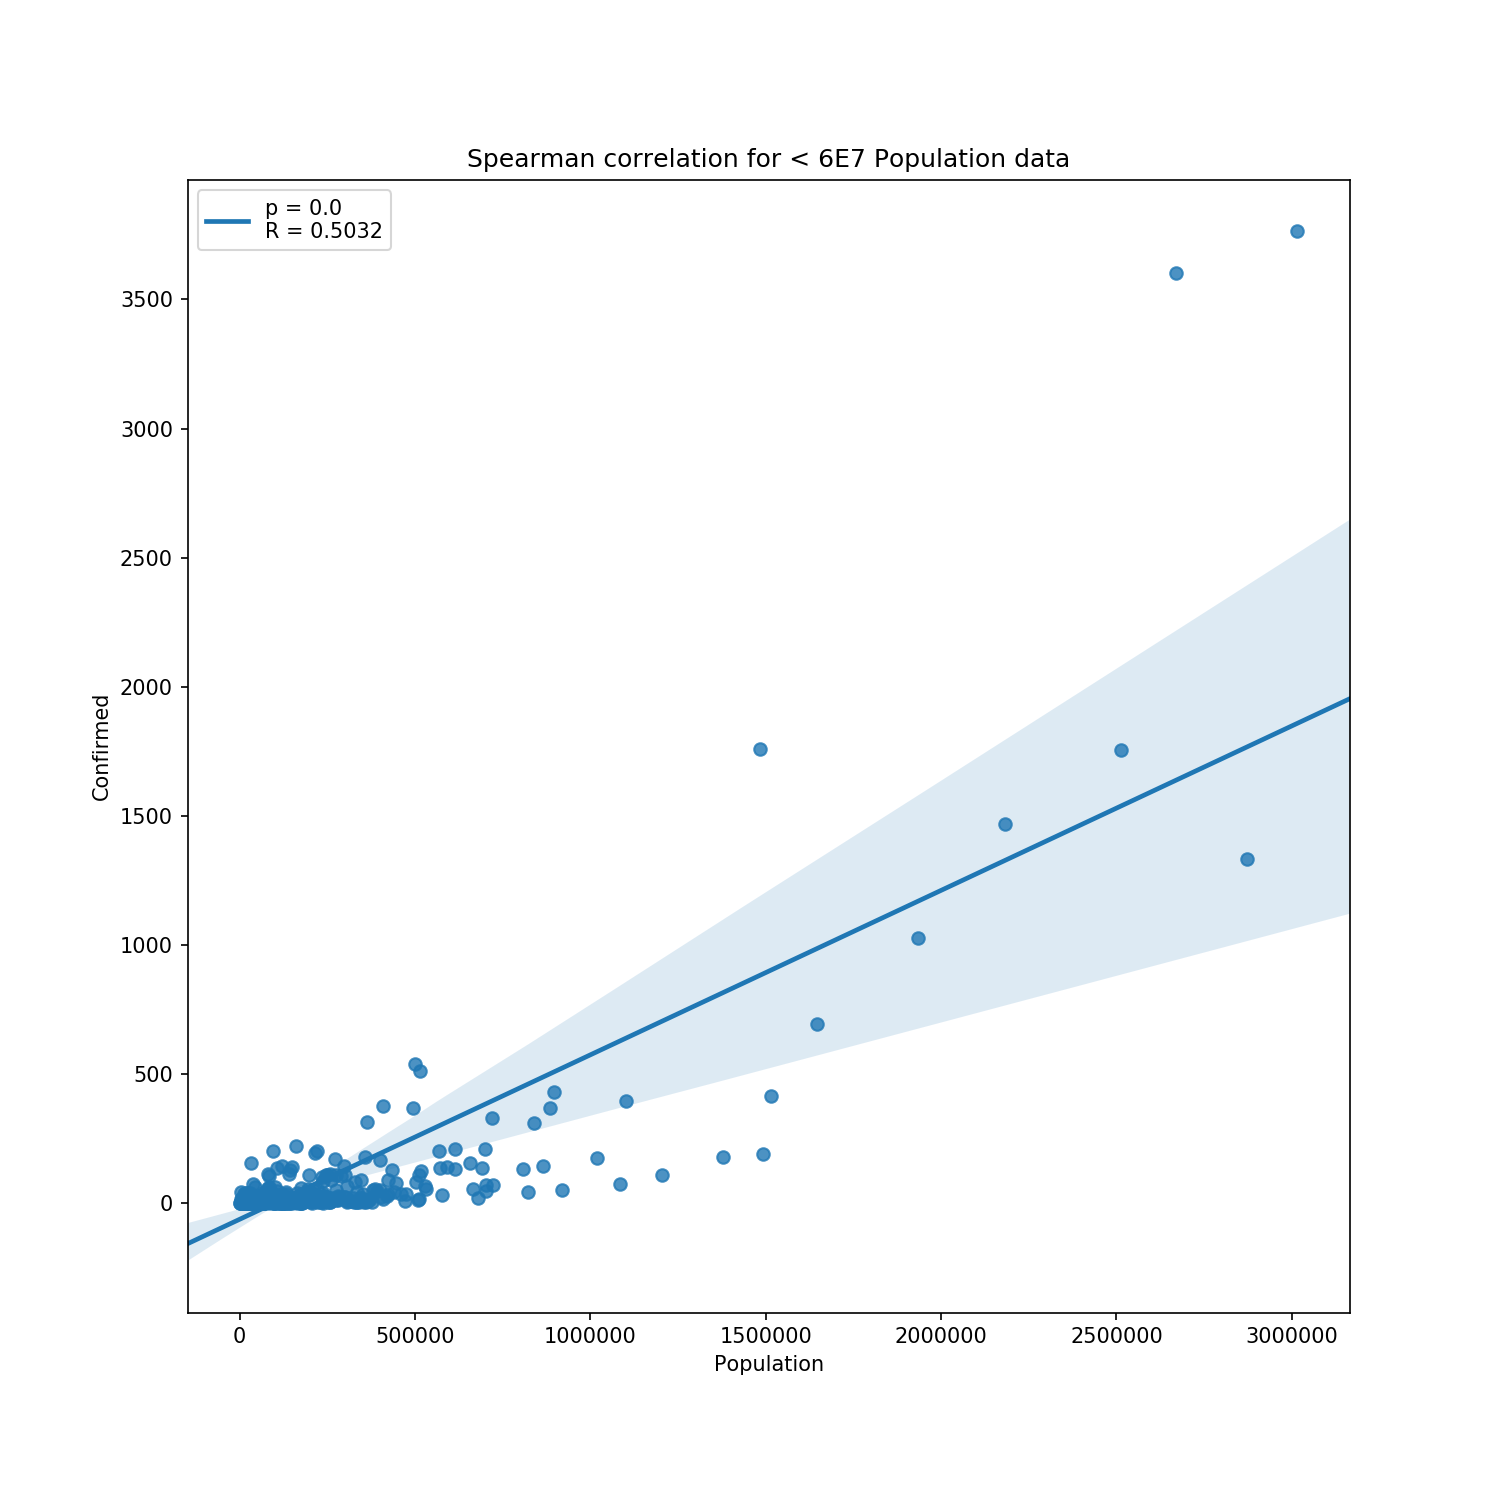 Spearman correlation for < 6E7 Population data
p = 0.0
R = 0.5032
3500
3000
2500
2000
1500
1000
500
0
Confirmed
0 500000 1000000 1500000 2000000 2500000 3000000
Population